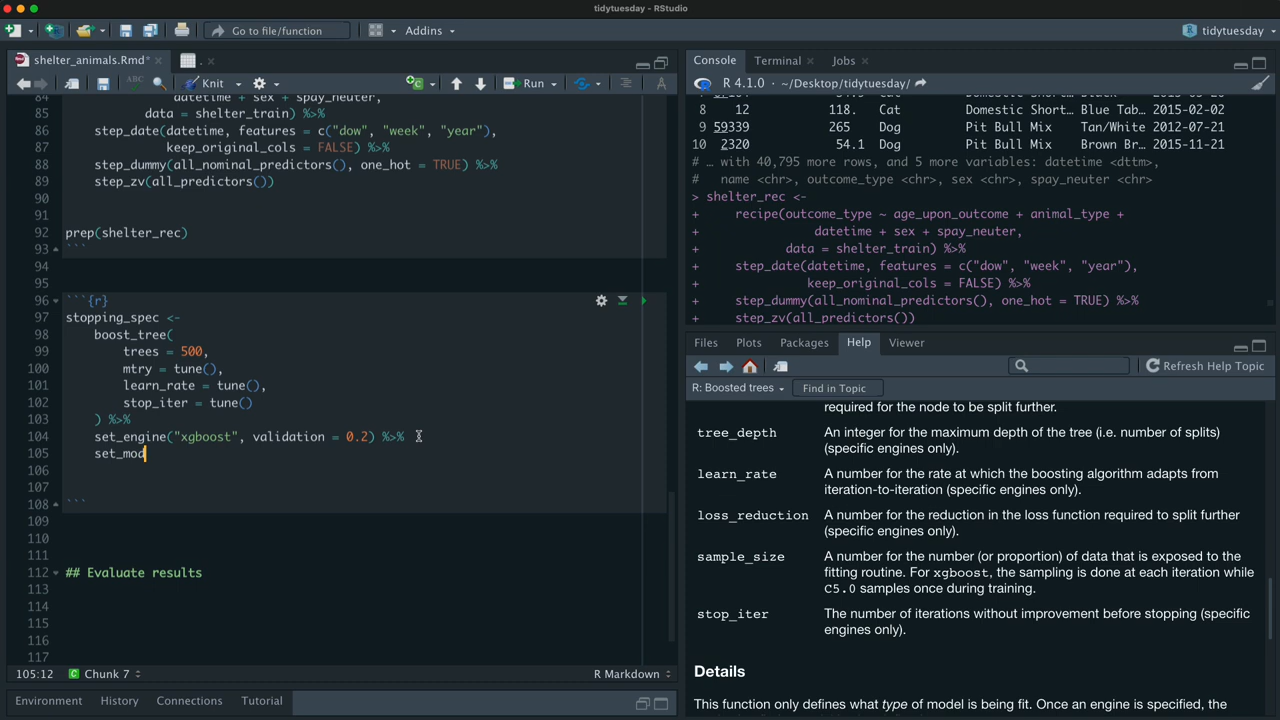 tidytuesday - RStudio
Go to file/function
Addins
tidytuesday
shelter_animals.Rmd*
Knit
Run
84 datetime + sex + spay_neuter,
85 data = shelter_train) %>%
86 step_date(datetime, features = c("dow", "week", "year"),
87 keep_original_cols = FALSE) %>%
88 step_dummy(all_nominal_predictors(), one_hot = TRUE) %>%
89 step_zv(all_predictors())
90
91
92 prep(shelter_rec)
93 ```
94
95
96 ```{r}
97 stopping_spec <-
98 boost_tree(
99 trees = 500,
100 mtry = tune(),
101 learn_rate = tune(),
102 stop_iter = tune()
103 ) %>%
104 set_engine("xgboost", validation = 0.2) %>%
105 set_mod
106
107
108 ```
109
110
111
112 ## Evaluate results
113
114
115
116
117
105:12 Chunk 7 R Markdown
Environment History Connections Tutorial
Console Terminal Jobs
R 4.1.0 · ~/Desktop/tidytuesday/
8 12 118. Cat Domestic Short… Blue Tab… 2015-02-02
9 59339 265 Dog Pit Bull Mix Tan/White 2012-07-21
10 2320 54.1 Dog Pit Bull Mix Brown Br… 2015-11-21
# … with 40,795 more rows, and 5 more variables: datetime <dttm>,
# name <chr>, outcome_type <chr>, sex <chr>, spay_neuter <chr>
> shelter_rec <-
+ recipe(outcome_type ~ age_upon_outcome + animal_type +
+ datetime + sex + spay_neuter,
+ data = shelter_train) %>%
+ step_date(datetime, features = c("dow", "week", "year"),
+ keep_original_cols = FALSE) %>%
+ step_dummy(all_nominal_predictors(), one_hot = TRUE) %>%
+ step_zv(all_predictors())
Files Plots Packages Help Viewer
Refresh Help Topic
R: Boosted trees Find in Topic
required for the node to be split further.
tree_depth An integer for the maximum depth of the tree (i.e. number of splits)
(specific engines only).
learn_rate A number for the rate at which the boosting algorithm adapts from
iteration-to-iteration (specific engines only).
loss_reduction A number for the reduction in the loss function required to split further
(specific engines only).
sample_size A number for the number (or proportion) of data that is exposed to the
fitting routine. For xgboost, the sampling is done at each iteration while
C5.0 samples once during training.
stop_iter The number of iterations without improvement before stopping (specific
engines only).
Details
This function only defines what type of model is being fit. Once an engine is specified, the